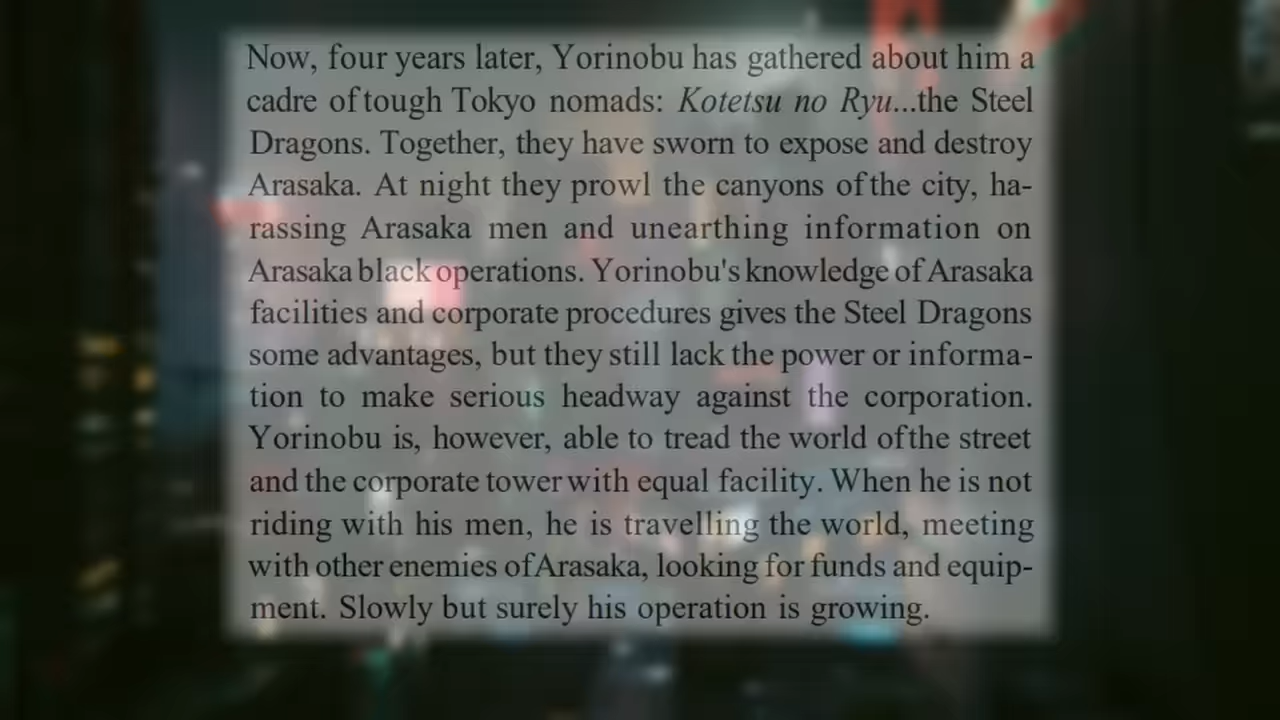 Now, four years later, Yorinobu has gathered about him a
cadre of tough Tokyo nomads: Kotetsu no Ryu...the Steel
Dragons. Together, they have sworn to expose and destroy
Arasaka. At night they prowl the canyons of the city, ha-
rassing Arasaka men and unearthing information on
Arasaka black operations. Yorinobu's knowledge of Arasaka
facilities and corporate procedures gives the Steel Dragons
some advantages, but they still lack the power or informa-
tion to make serious headway against the corporation.
Yorinobu is, however, able to tread the world of the street
and the corporate tower with equal facility. When he is not
riding with his men, he is travelling the world, meeting
with other enemies of Arasaka, looking for funds and equip-
ment. Slowly but surely his operation is growing.